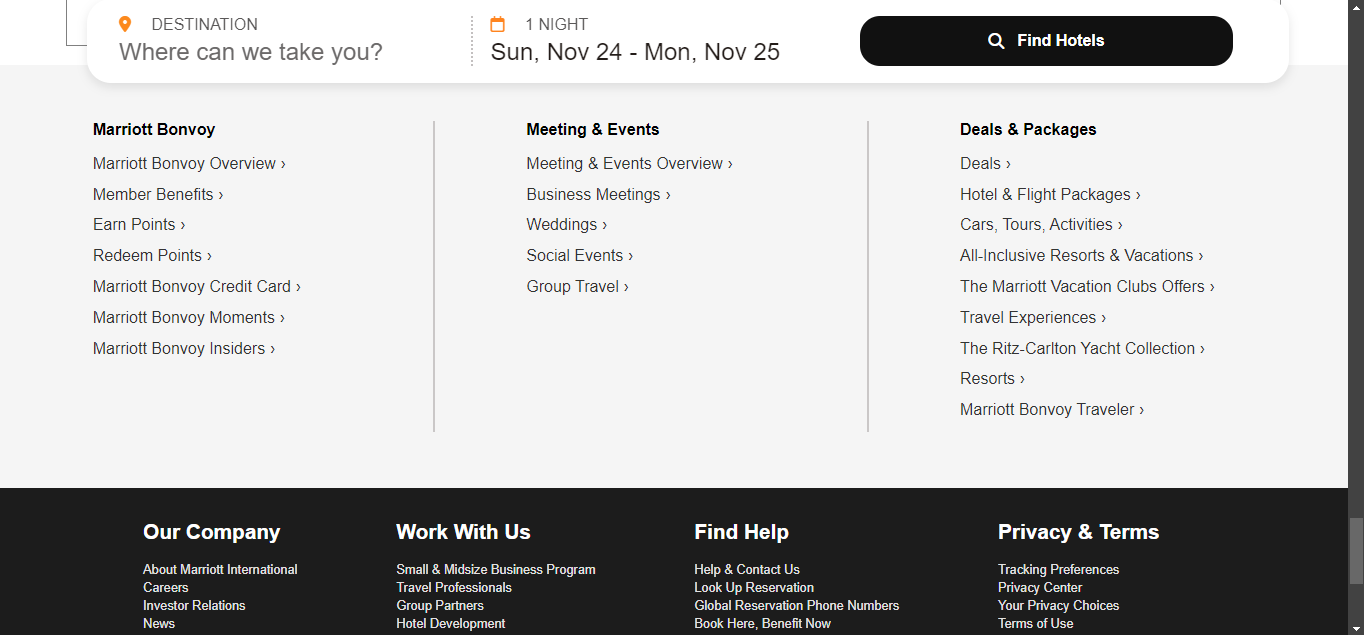 DESTINATION
Where can we take you?
1 NIGHT
Sun, Nov 24 - Mon, Nov 25
Find Hotels
Marriott Bonvoy
Marriott Bonvoy Overview ›
Member Benefits ›
Earn Points ›
Redeem Points ›
Marriott Bonvoy Credit Card ›
Marriott Bonvoy Moments ›
Marriott Bonvoy Insiders ›
Meeting & Events
Meeting & Events Overview ›
Business Meetings ›
Weddings ›
Social Events ›
Group Travel ›
Deals & Packages
Deals ›
Hotel & Flight Packages ›
Cars, Tours, Activities ›
All-Inclusive Resorts & Vacations ›
The Marriott Vacation Clubs Offers ›
Travel Experiences ›
The Ritz-Carlton Yacht Collection ›
Resorts ›
Marriott Bonvoy Traveler ›
Our Company
About Marriott International
Careers
Investor Relations
News
Work With Us
Small & Midsize Business Program
Travel Professionals
Group Partners
Hotel Development
Find Help
Help & Contact Us
Look Up Reservation
Global Reservation Phone Numbers
Book Here, Benefit Now
Privacy & Terms
Tracking Preferences
Privacy Center
Your Privacy Choices
Terms of Use